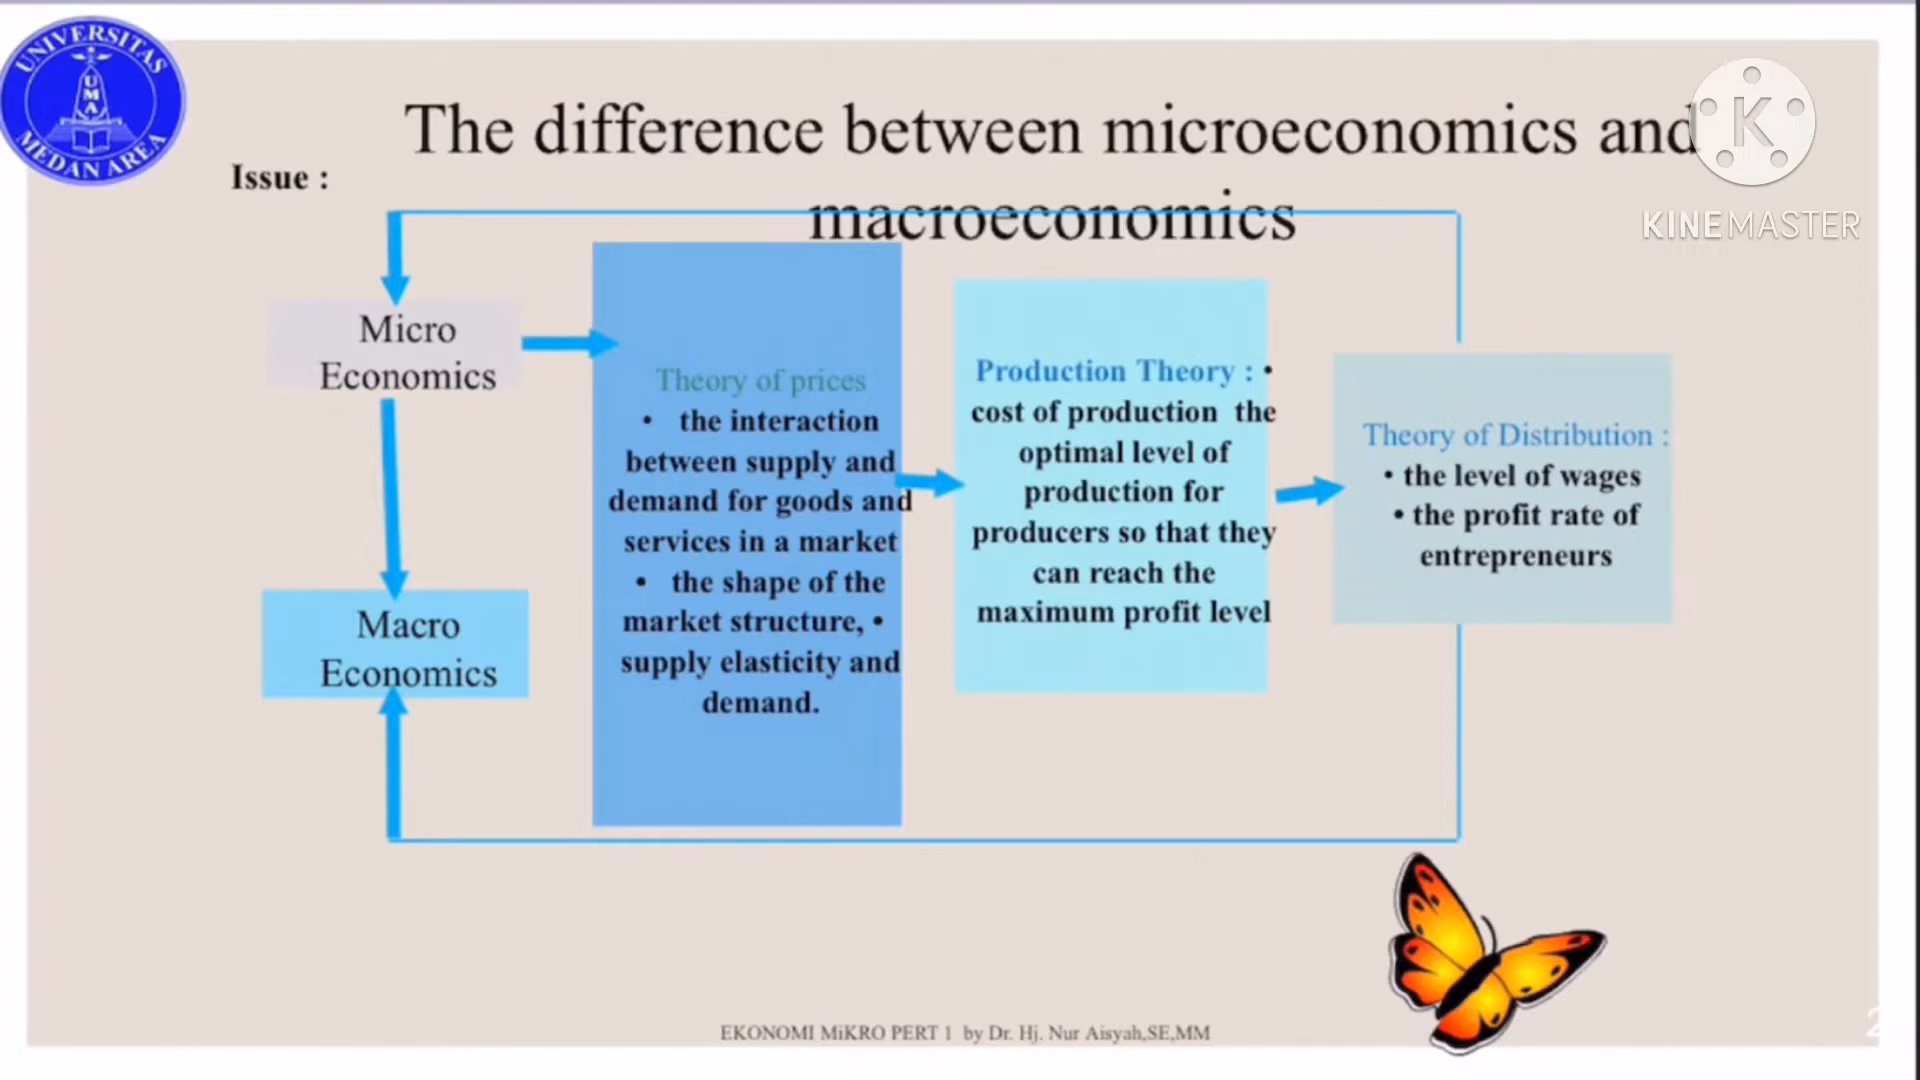 UNIVERSITAS
UMA
MEDAN AREA
The difference between microeconomics and
macroeconomics
K
KINEMASTER
Issue :
Micro
Economics
Macro
Economics
Theory of prices
• the interaction
between supply and
demand for goods and
services in a market
• the shape of the
market structure, •
supply elasticity and
demand.
Production Theory : •
cost of production the
optimal level of
production for
producers so that they
can reach the
maximum profit level
Theory of Distribution :
• the level of wages
• the profit rate of
entrepreneurs
EKONOMI MiKRO PERT 1 by Dr. Hj. Nur Aisyah,SE,MM